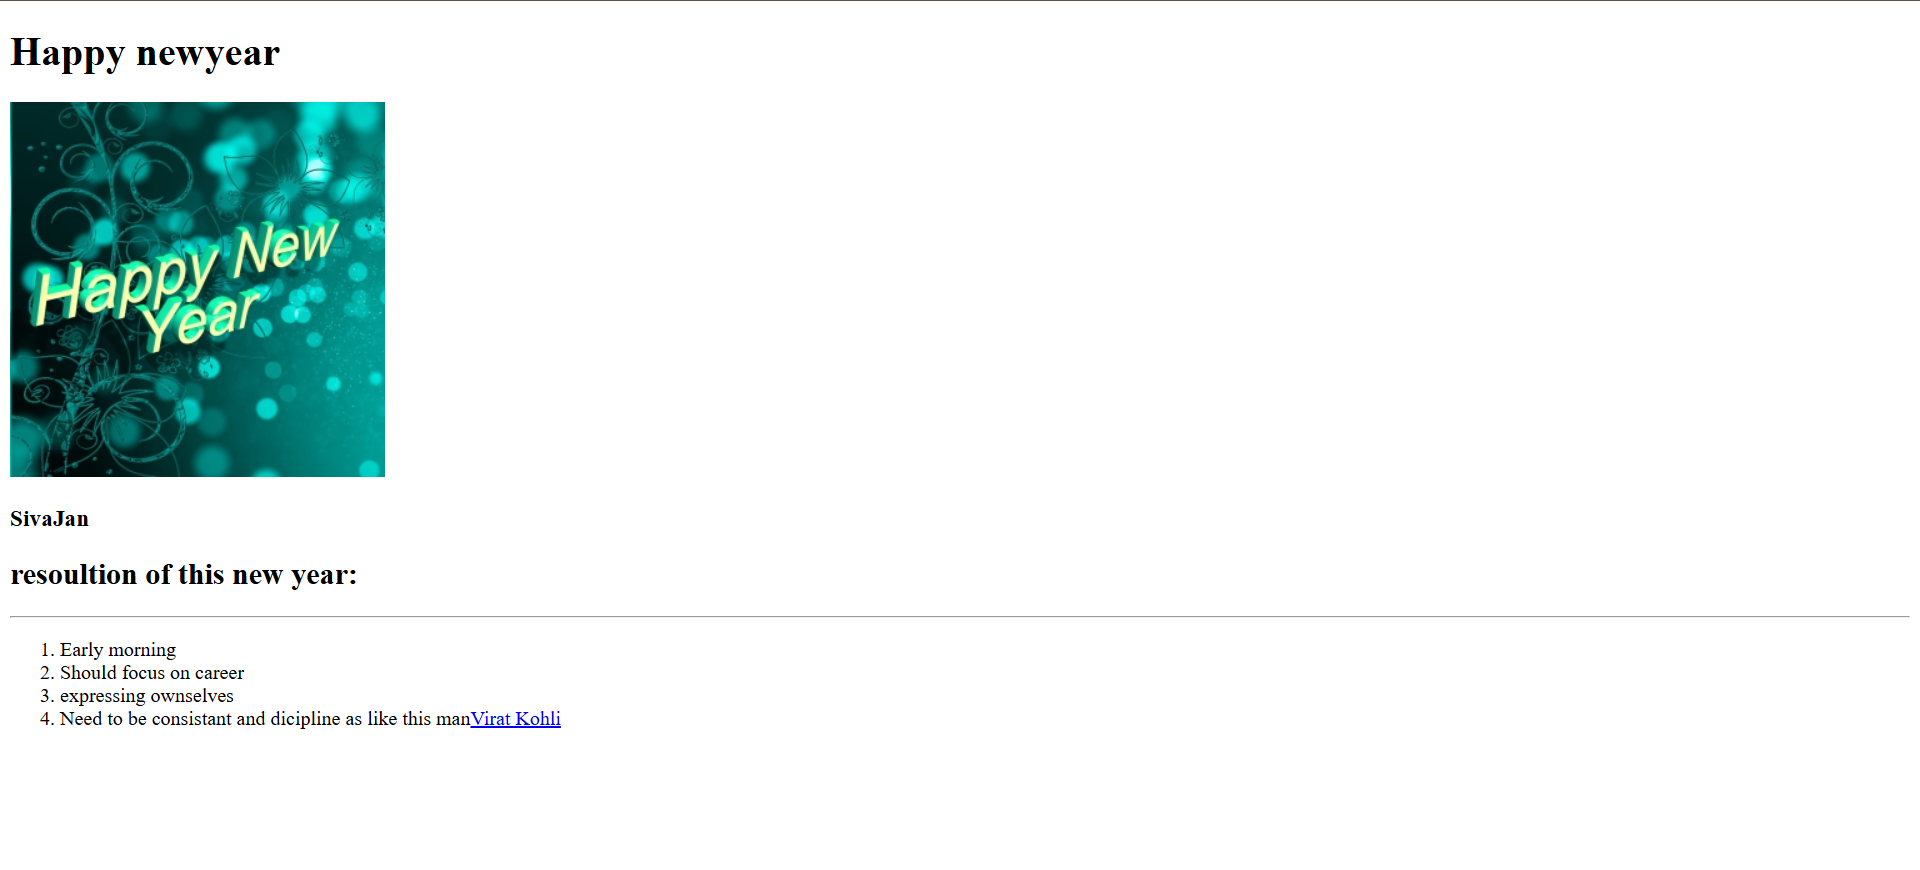 Happy newyear
Happy New
Year
SivaJan
resoultion of this new year:
1. Early morning
2. Should focus on career
3. expressing ownselves
4. Need to be consistant and dicipline as like this manVirat Kohli